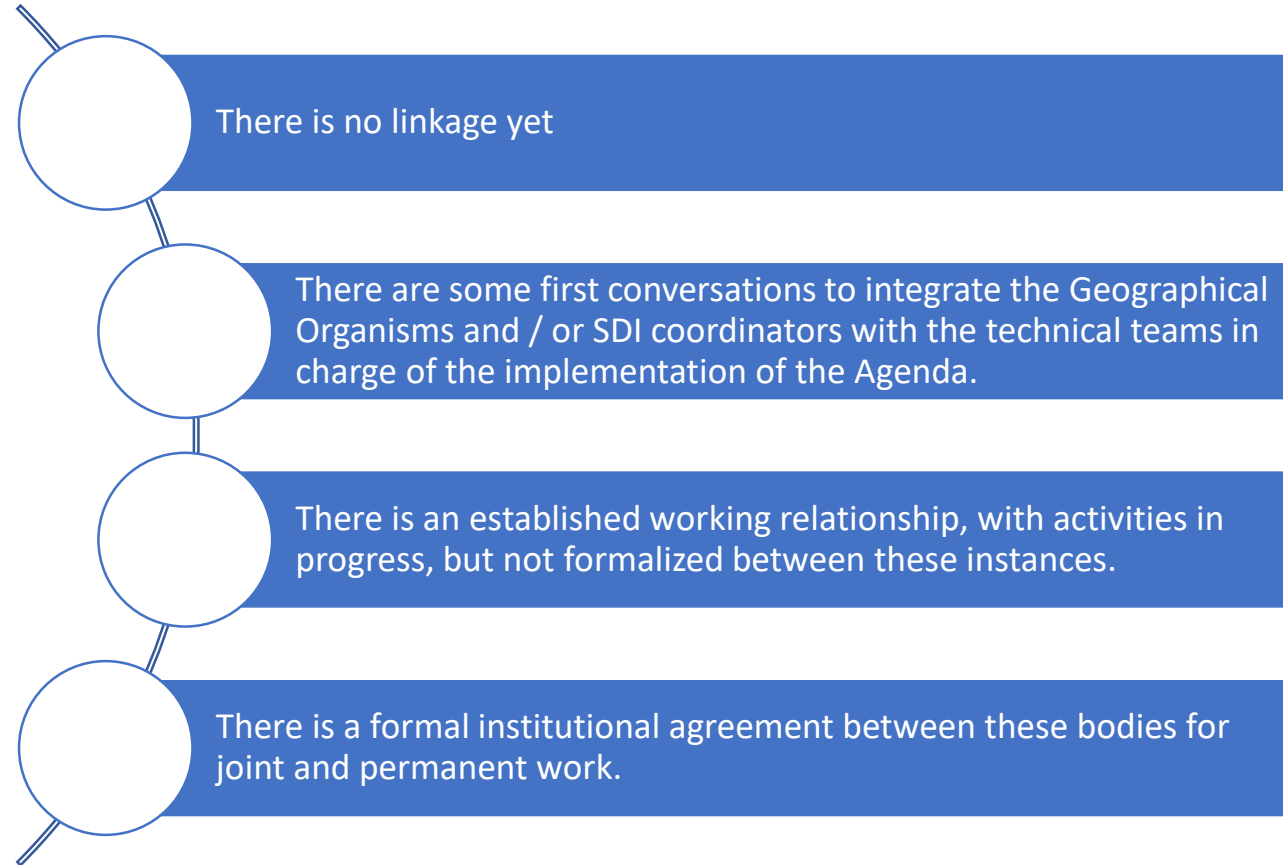 There is no linkage yet
There are some first conversations to integrate the Geographical
Organisms and / or SDI coordinators with the technical teams in
charge of the implementation of the Agenda.
There is an established working relationship, with activities in
progress, but not formalized between these instances.
There is a formal institutional agreement between these bodies for
joint and permanent work.